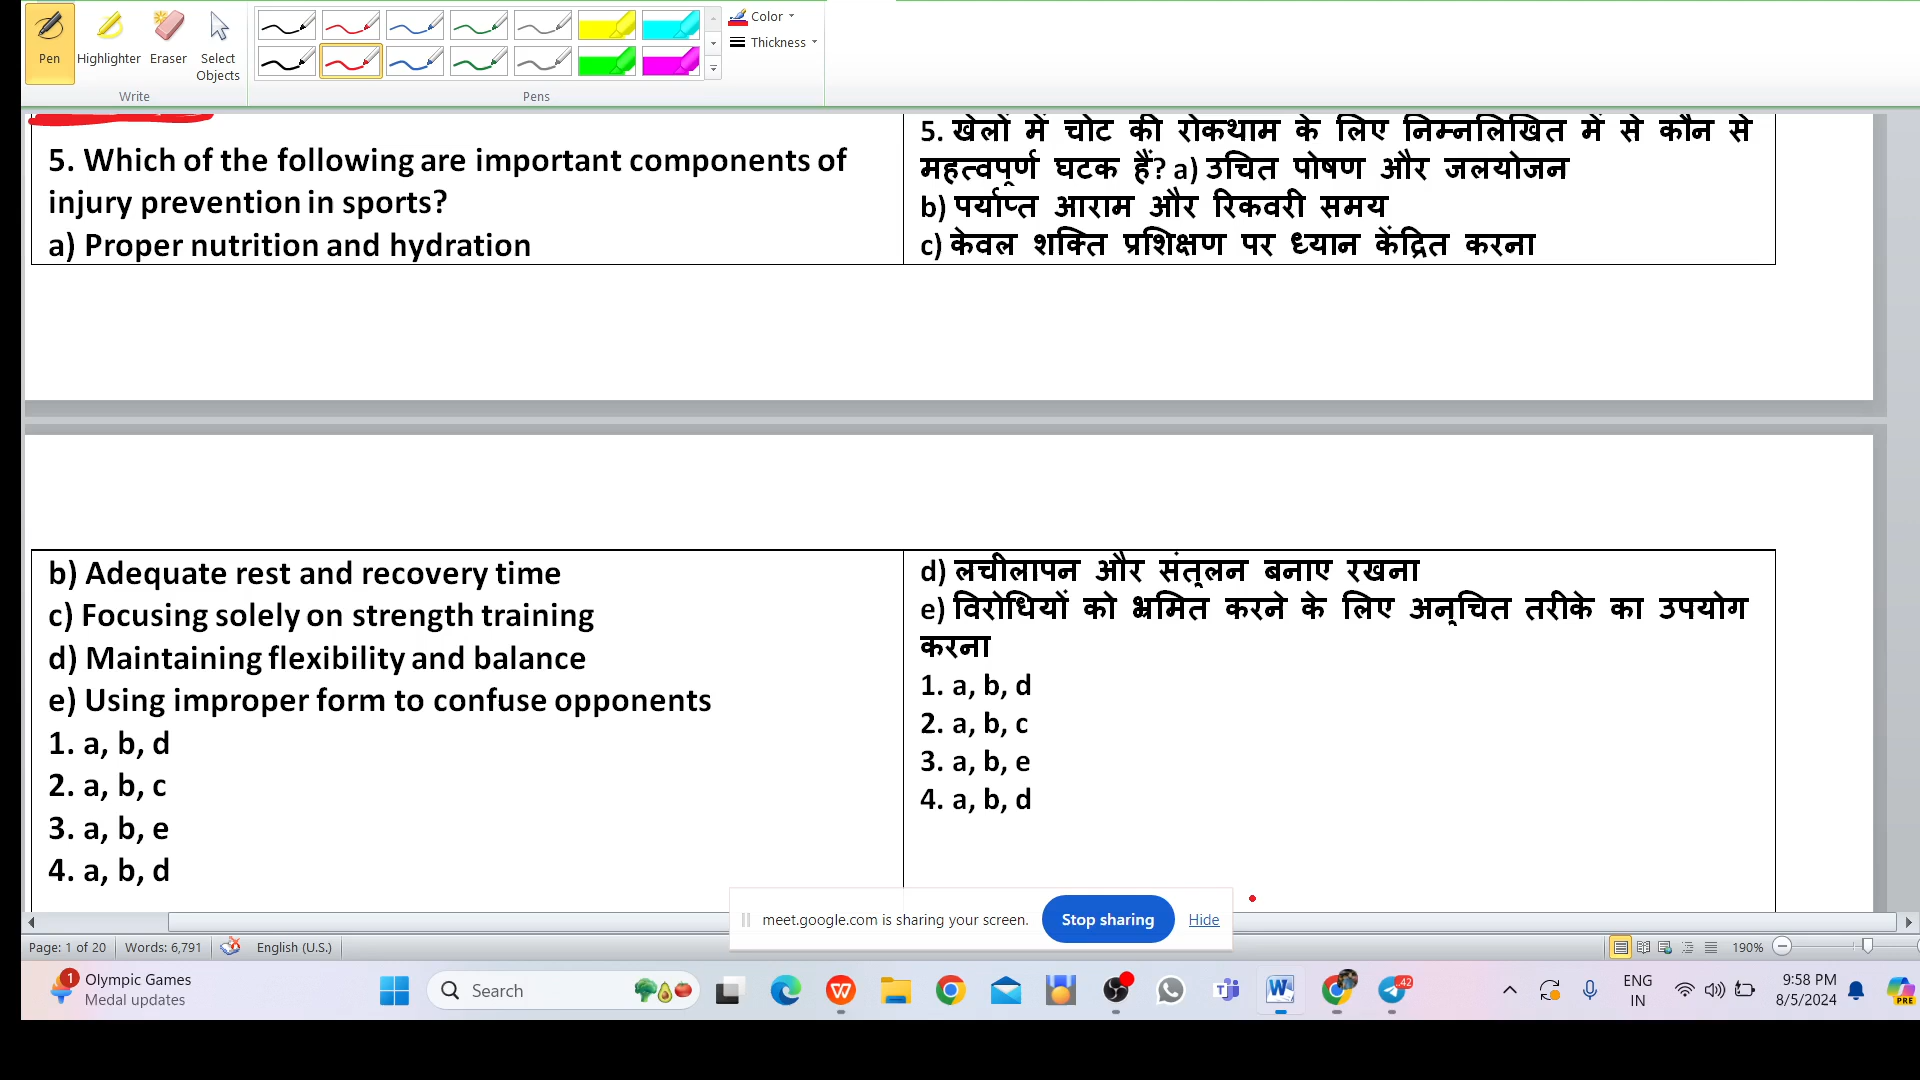 Color
Thickness
Pen
Highlighter
Eraser
Select
Objects
Write
Pens
5. Which of the following are important components of
injury prevention in sports?
a) Proper nutrition and hydration
5. खेलों में चोट की रोकथाम के लिए निम्नलिखित में से कौन से
महत्वपूर्ण घटक हैं? a) उचित पोषण और जलयोजन
b) पर्याप्त आराम और रिकवरी समय
c) केवल शक्ति प्रशिक्षण पर ध्यान केंद्रित करना
b) Adequate rest and recovery time
c) Focusing solely on strength training
d) Maintaining flexibility and balance
e) Using improper form to confuse opponents
1. a, b, d
2. a, b, c
3. a, b, e
4. a, b, d
d) लचीलापन और संतुलन बनाए रखना
e) विरोधियों को भ्रमित करने के लिए अनुचित तरीके का उपयोग
करना
1. a, b, d
2. a, b, c
3. a, b, e
4. a, b, d
meet.google.com is sharing your screen.
Stop sharing
Hide
Page: 1 of 20
Words: 6,791
English (U.S.)
190%
1
Olympic Games
Medal updates
Search
42
ENG
IN
9:58 PM
8/5/2024
PRE